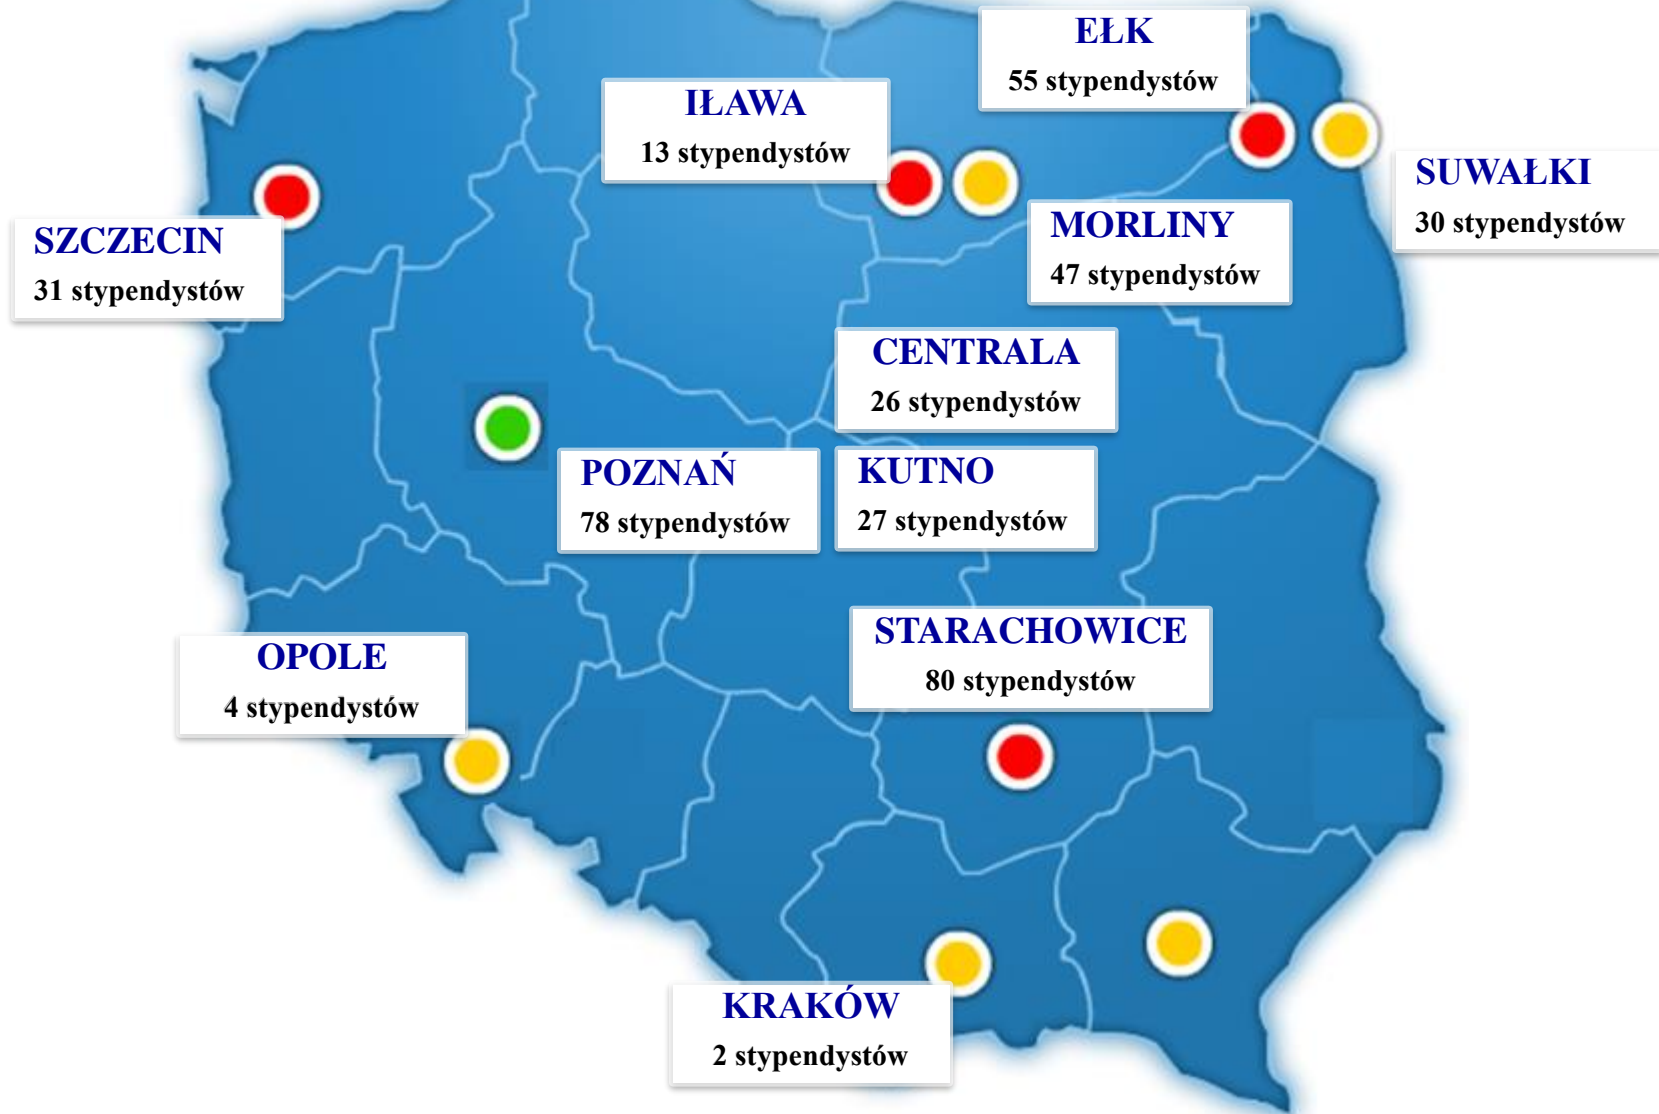 EŁK
55 stypendystów
IŁAWA
13 stypendystów
SUWAŁKI
30 stypendystów
MORLINY
47 stypendystów
SZCZECIN
31 stypendystów
CENTRALA
26 stypendystów
POZNAŃ
78 stypendystów
KUTNO
27 stypendystów
STARACHOWICE
80 stypendystów
OPOLE
4 stypendystów
KRAKÓW
2 stypendystów